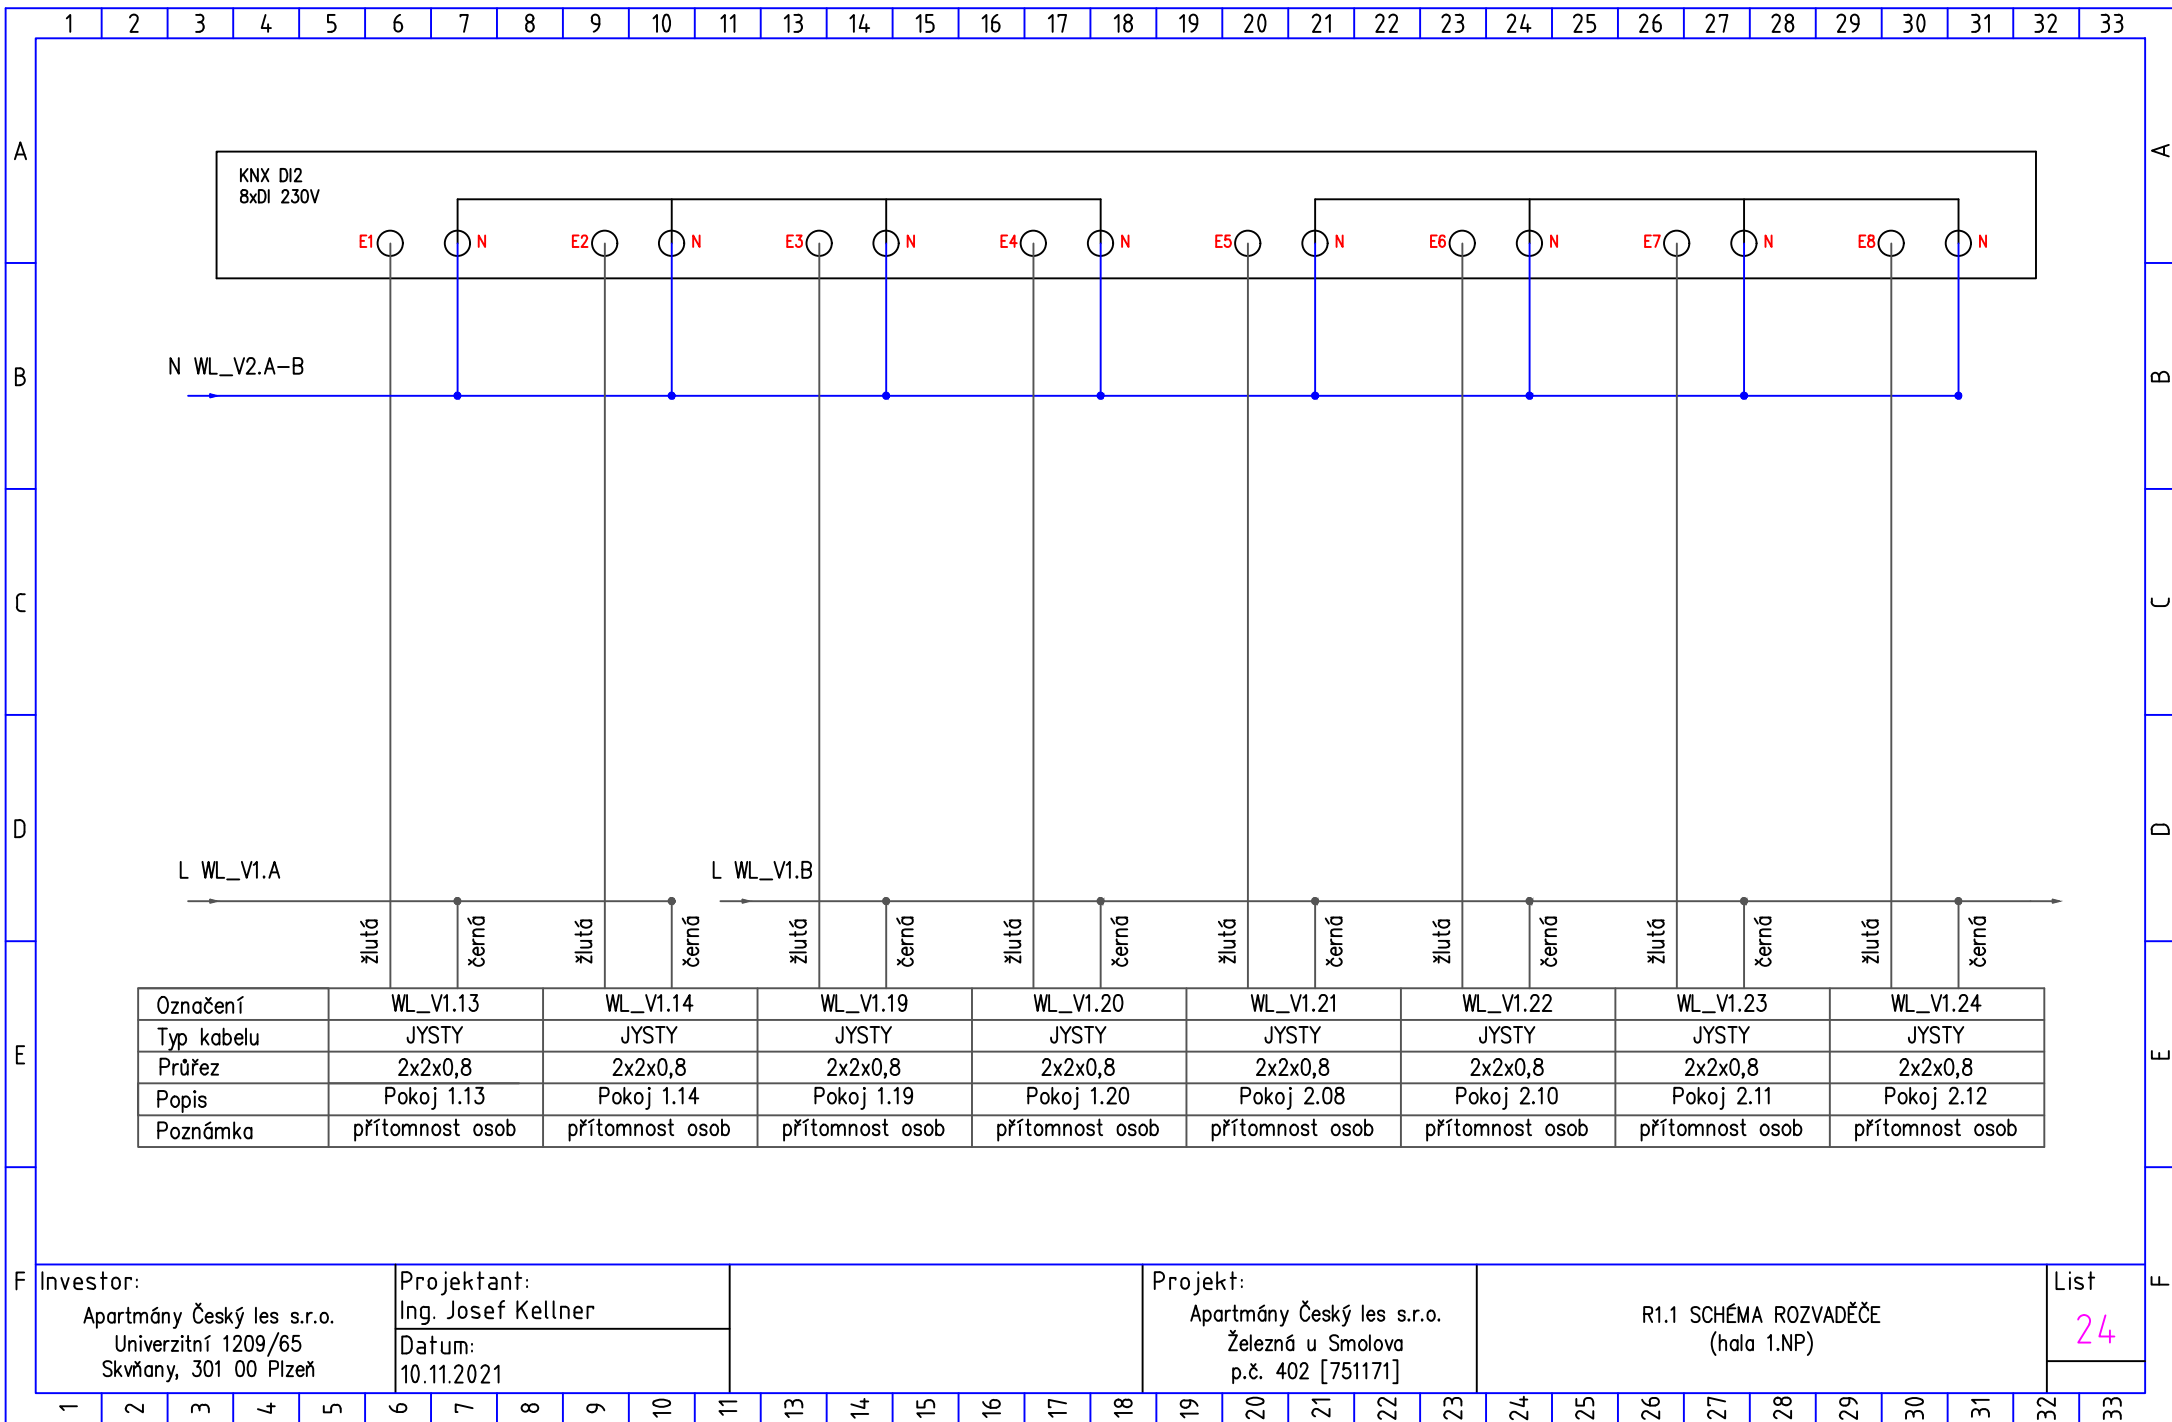 1 2 3 4 5 6 7 8 9 10 11 13 14 15 16 17 18 19 20 21 22 23 24 25 26 27 28 29 30 31 32 33
A A
KNX DI2
8xDI 230V
E1 N E2 N E3 N E4 N E5 N E6 N E7 N E8 N
N WL_V2.A-B
B B
C C
D D
L WL_V1.A L WL_V1.B
žlutá černá žlutá černá žlutá černá žlutá černá žlutá černá žlutá černá žlutá černá žlutá černá
Označení WL_V1.13 WL_V1.14 WL_V1.19 WL_V1.20 WL_V1.21 WL_V1.22 WL_V1.23 WL_V1.24
Typ kabelu JYSTY JYSTY JYSTY JYSTY JYSTY JYSTY JYSTY JYSTY
E E
Průřez 2x2x0,8 2x2x0,8 2x2x0,8 2x2x0,8 2x2x0,8 2x2x0,8 2x2x0,8 2x2x0,8
Popis Pokoj 1.13 Pokoj 1.14 Pokoj 1.19 Pokoj 1.20 Pokoj 2.08 Pokoj 2.10 Pokoj 2.11 Pokoj 2.12
Poznámka přítomnost osob přítomnost osob přítomnost osob přítomnost osob přítomnost osob přítomnost osob přítomnost osob přítomnost osob
F F
Investor:
Apartmány Český les s.r.o.
Univerzitní 1209/65
Skvňany, 301 00 Plzeň
Projektant:
Ing. Josef Kellner
Datum:
10.11.2021
Projekt:
Apartmány Český les s.r.o.
Železná u Smolova
p.č. 402 [751171]
R1.1 SCHÉMA ROZVADĚČE
(hala 1.NP)
List
24
1 2 3 4 5 6 7 8 9 10 11 13 14 15 16 17 18 19 20 21 22 23 24 25 26 27 28 29 30 31 32 33